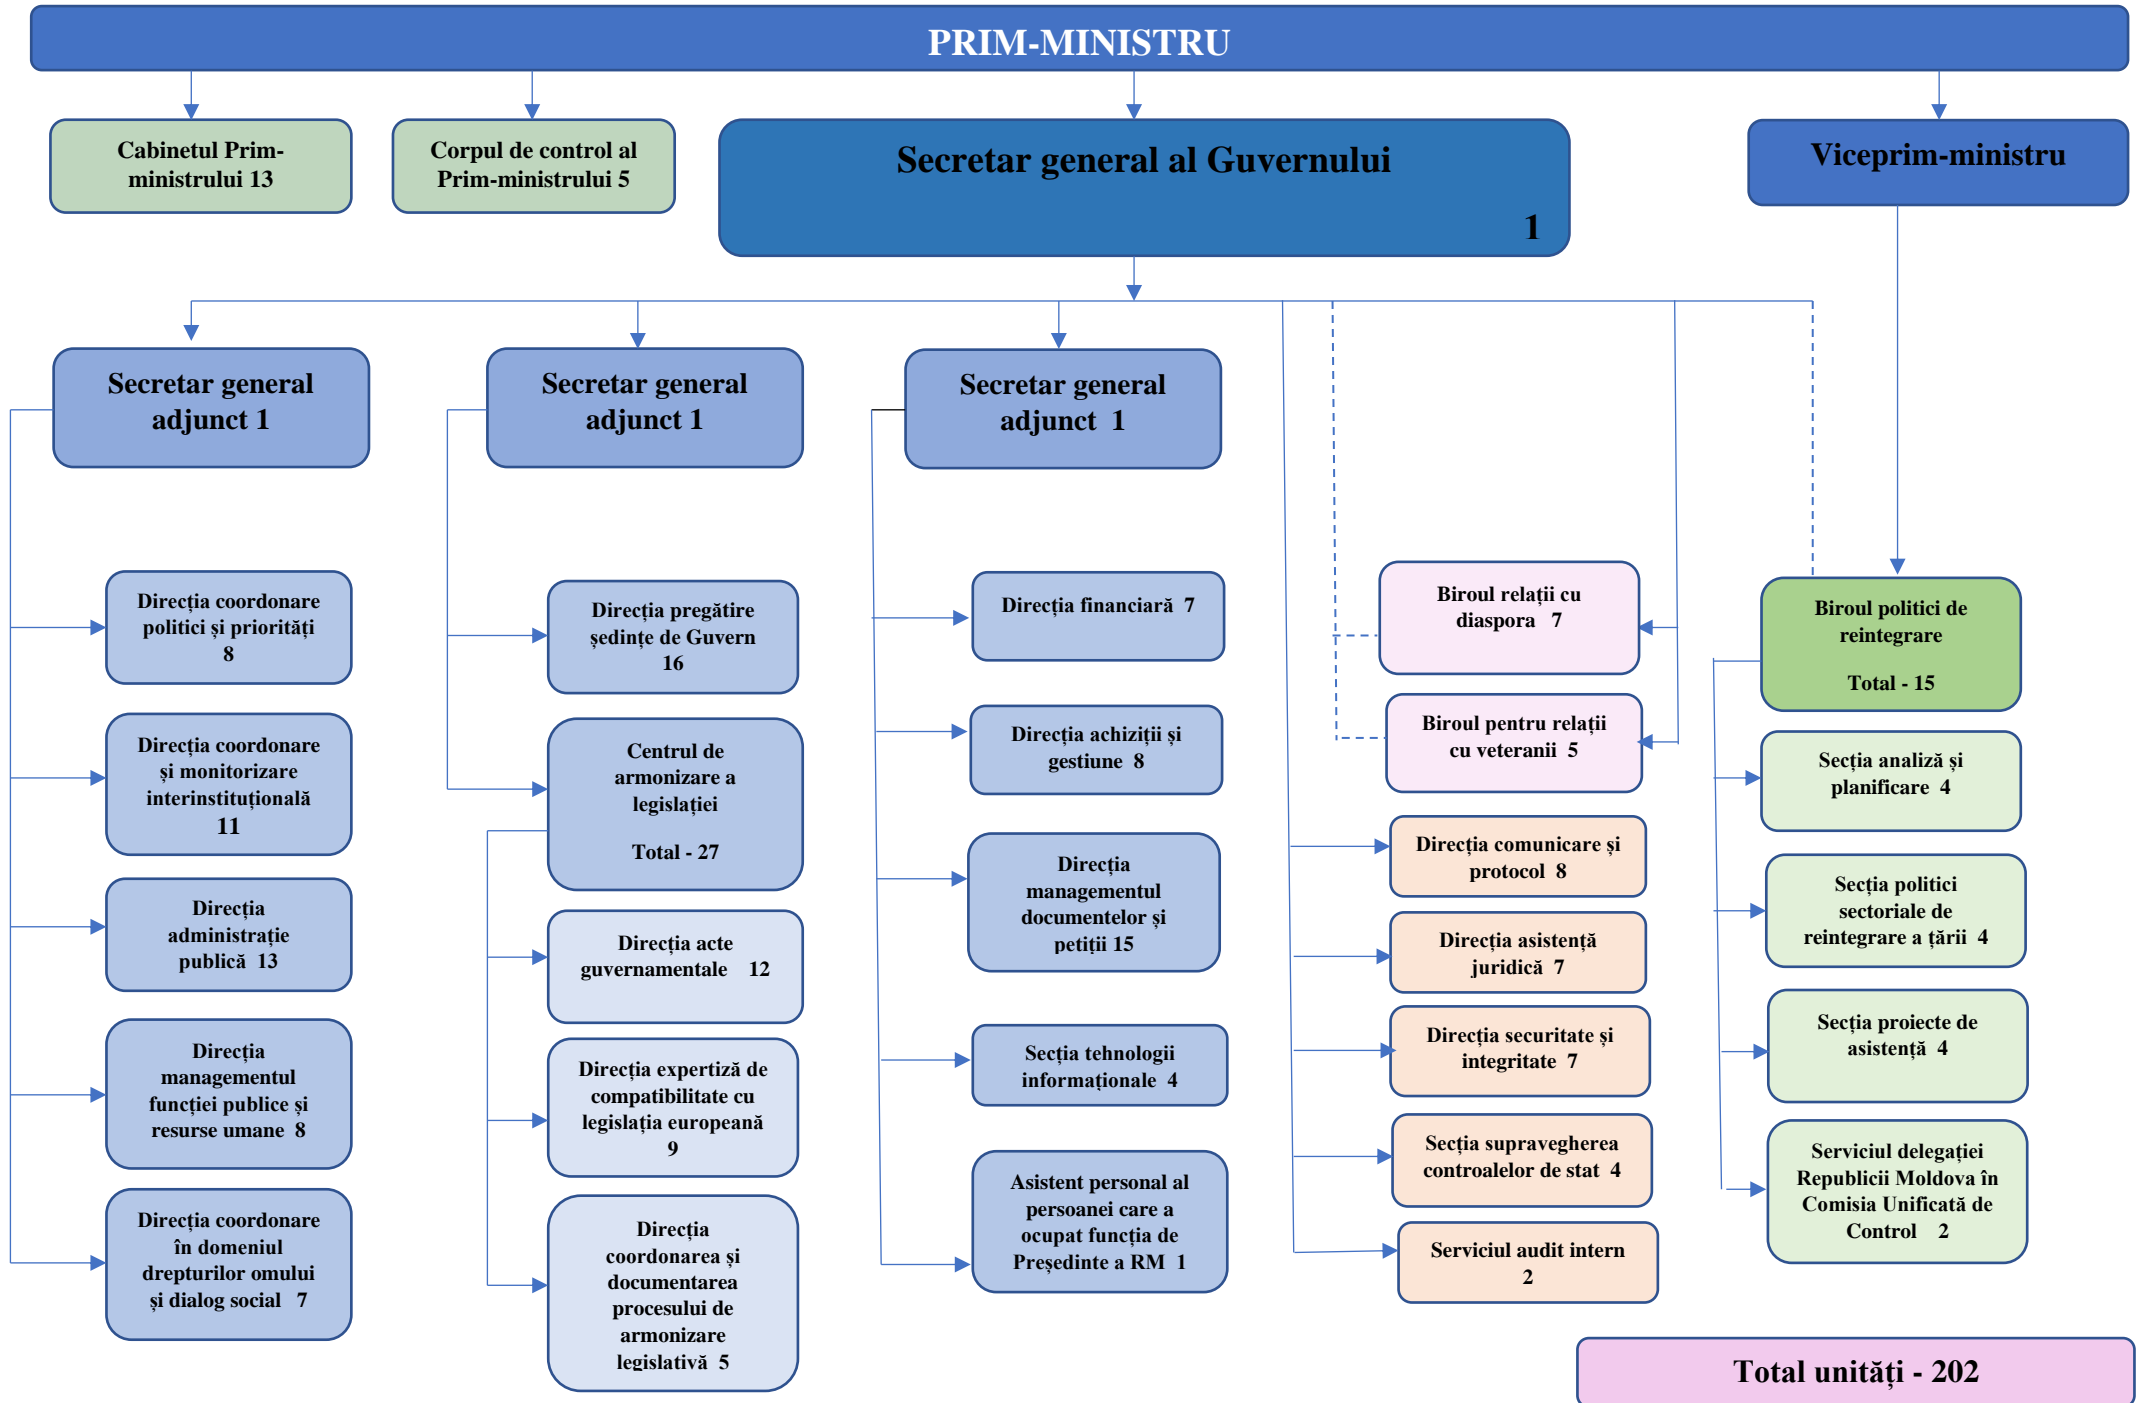 PRIM-MINISTRU
Cabinetul Prim-
ministrului 13
Corpul de control al
Prim-ministrului 5
Secretar general al Guvernului
1
Viceprim-ministru
Secretar general
adjunct 1
Secretar general
adjunct 1
Secretar general
adjunct 1
Direcția coordonare
politici și priorități
8
Direcția coordonare
și monitorizare
interinstituțională
11
Direcția
administrație
publică 13
Direcția
managementul
funcției publice și
resurse umane 8
Direcția coordonare
în domeniul
drepturilor omului
și dialog social 7
Direcția pregătire
ședințe de Guvern
16
Centrul de
armonizare a
legislației
Total - 27
Direcția acte
guvernamentale 12
Direcția expertiză de
compatibilitate cu
legislația europeană
9
Direcția
coordonarea și
documentarea
procesului de
armonizare
legislativă 5
Direcția financiară 7
Direcția achiziții și
gestiune 8
Direcția
managementul
documentelor și
petiții 15
Secția tehnologii
informaționale 4
Asistent personal al
persoanei care a
ocupat funcția de
Președinte a RM 1
Biroul relații cu
diaspora 7
Biroul pentru relații
cu veteranii 5
Direcția comunicare și
protocol 8
Direcția asistență
juridică 7
Direcția securitate și
integritate 7
Secția supravegherea
controalelor de stat 4
Serviciul audit intern
2
Biroul politici de
reintegrare
Total - 15
Secția analiză și
planificare 4
Secția politici
sectoriale de
reintegrare a țării 4
Secția proiecte de
asistență 4
Serviciul delegației
Republicii Moldova în
Comisia Unificată de
Control 2
Total unități - 202